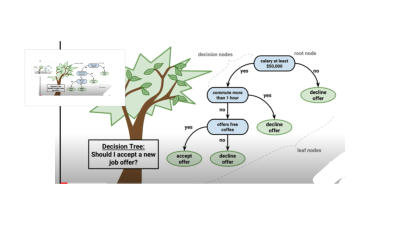 decision nodes
root node
salary at least
$50,000
yes
no
commute more
than 1 hour
yes
decline
offer
no
offers free
coffee
decline
offer
yes
no
accept
offer
decline
offer
leaf nodes
Decision Tree:
Should I accept a new
job offer?